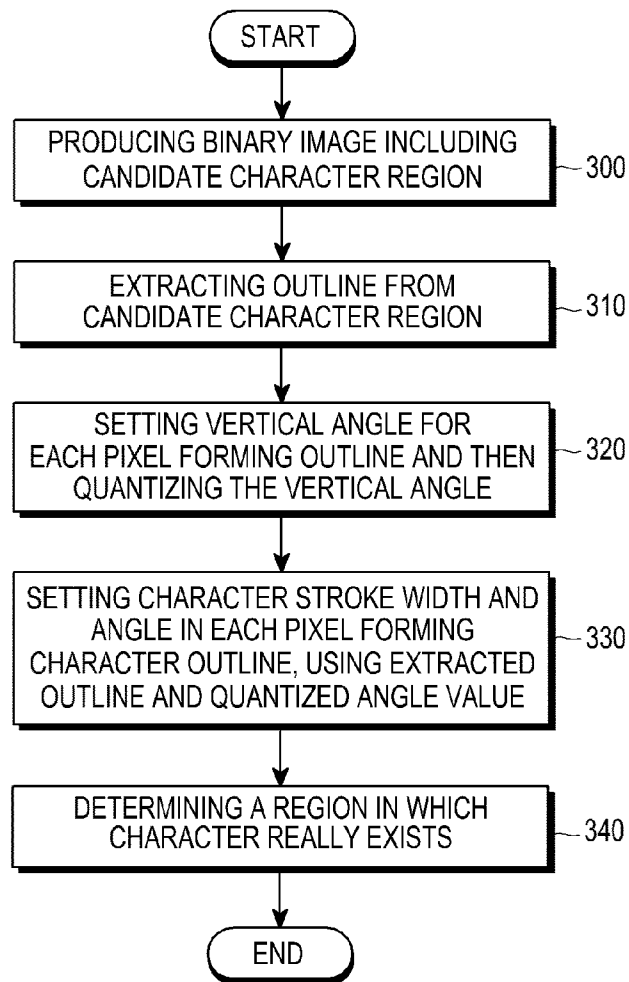 START
PRODUCING BINARY IMAGE INCLUDING
CANDIDATE CHARACTER REGION
300
EXTRACTING OUTLINE FROM
CANDIDATE CHARACTER REGION
310
SETTING VERTICAL ANGLE FOR
EACH PIXEL FORMING OUTLINE AND THEN
QUANTIZING THE VERTICAL ANGLE
320
SETTING CHARACTER STROKE WIDTH AND
ANGLE IN EACH PIXEL FORMING
CHARACTER OUTLINE, USING EXTRACTED
OUTLINE AND QUANTIZED ANGLE VALUE
330
DETERMINING A REGION IN WHICH
CHARACTER REALLY EXISTS
340
END